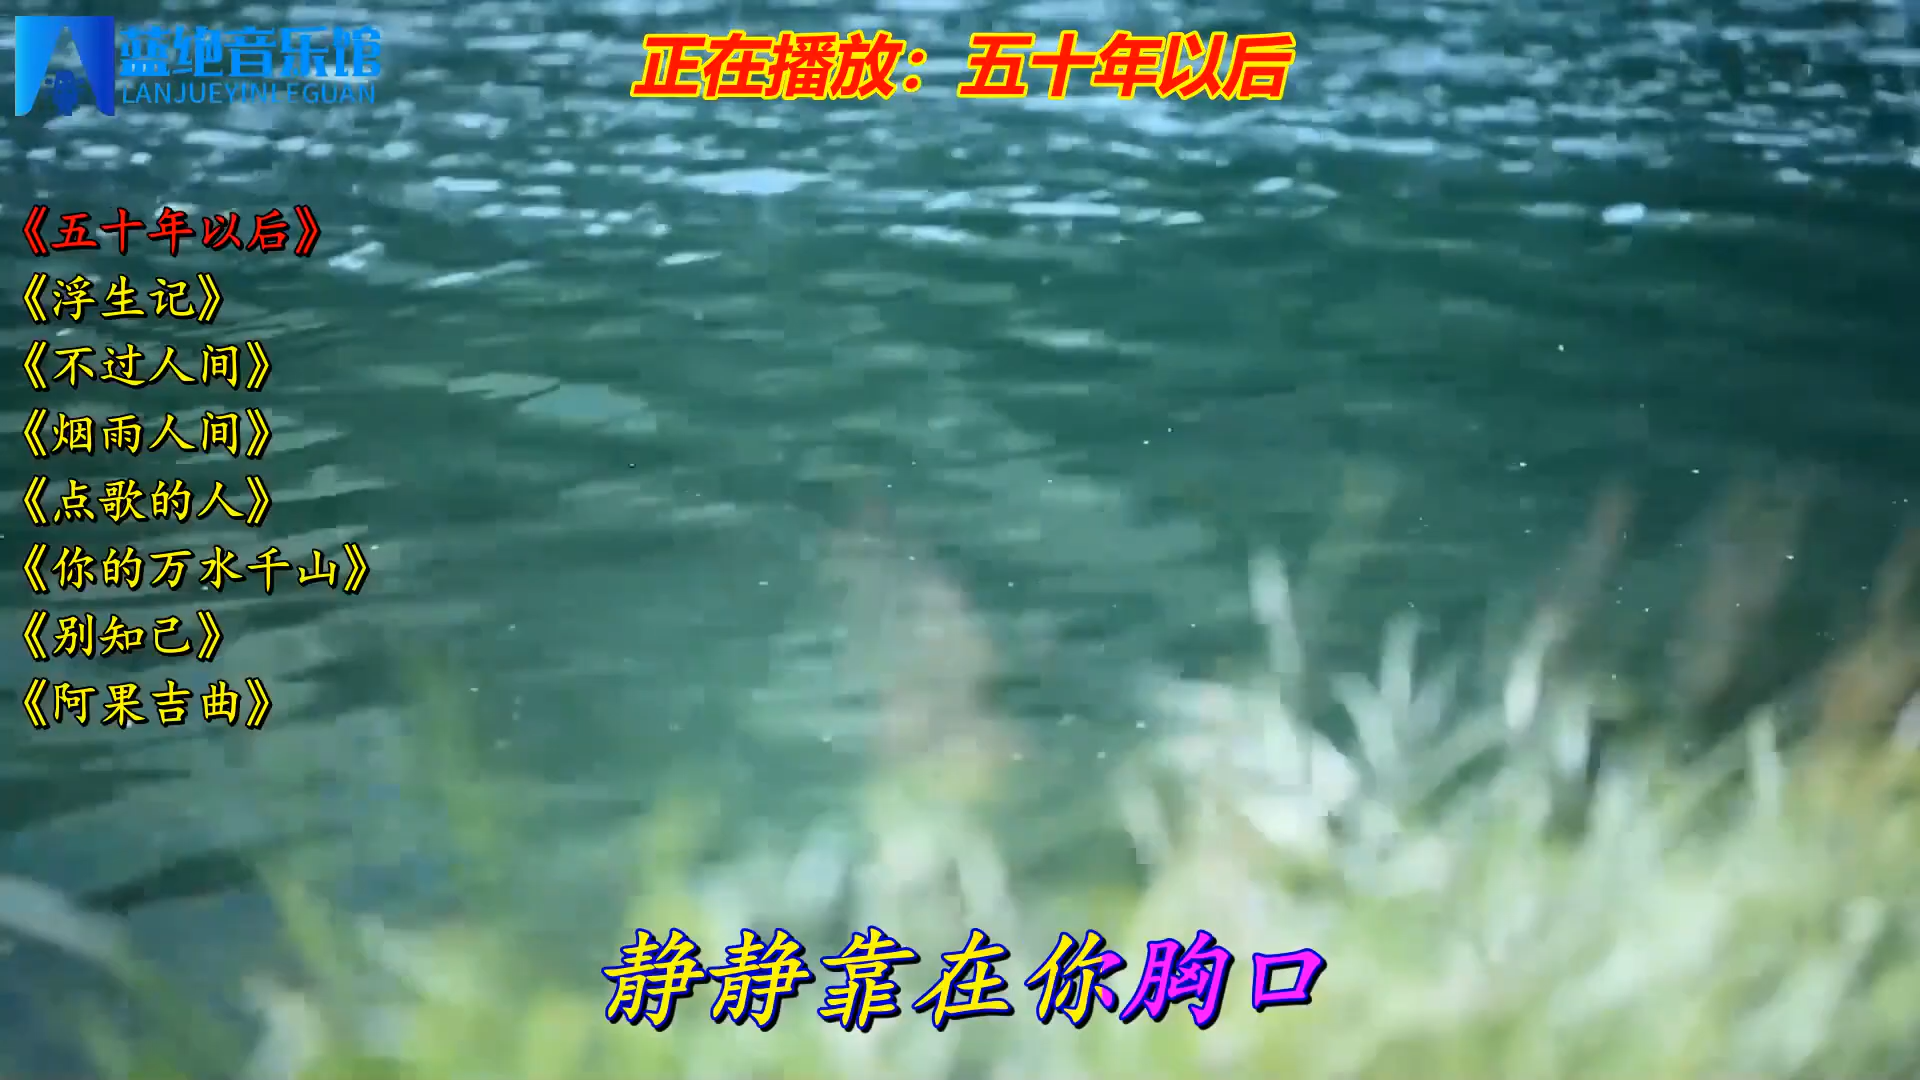 蓝绝音乐馆
LANJUEYINLEGUAN
正在播放：五十年以后
《五十年以后》
《浮生记》
《不过人间》
《烟雨人间》
《点歌的人》
《你的万水千山》
《别知己》
《阿果吉曲》
静静靠在你胸口